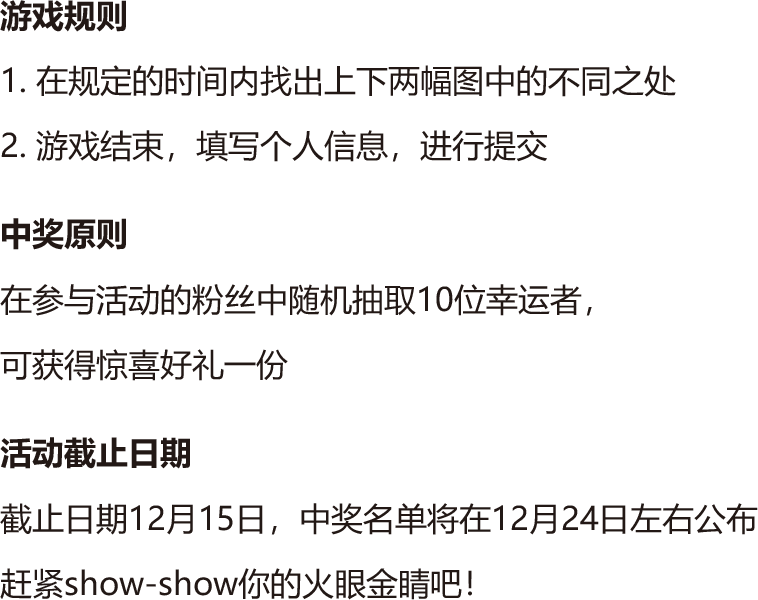 游戏规则
1. 在规定的时间内找出上下两幅图中的不同之处
2. 游戏结束，填写个人信息，进行提交
中奖原则
在参与活动的粉丝中随机抽取10位幸运者，
可获得惊喜好礼一份
活动截止日期
截止日期12月15日，中奖名单将在12月24日左右公布
赶紧show-show你的火眼金睛吧！